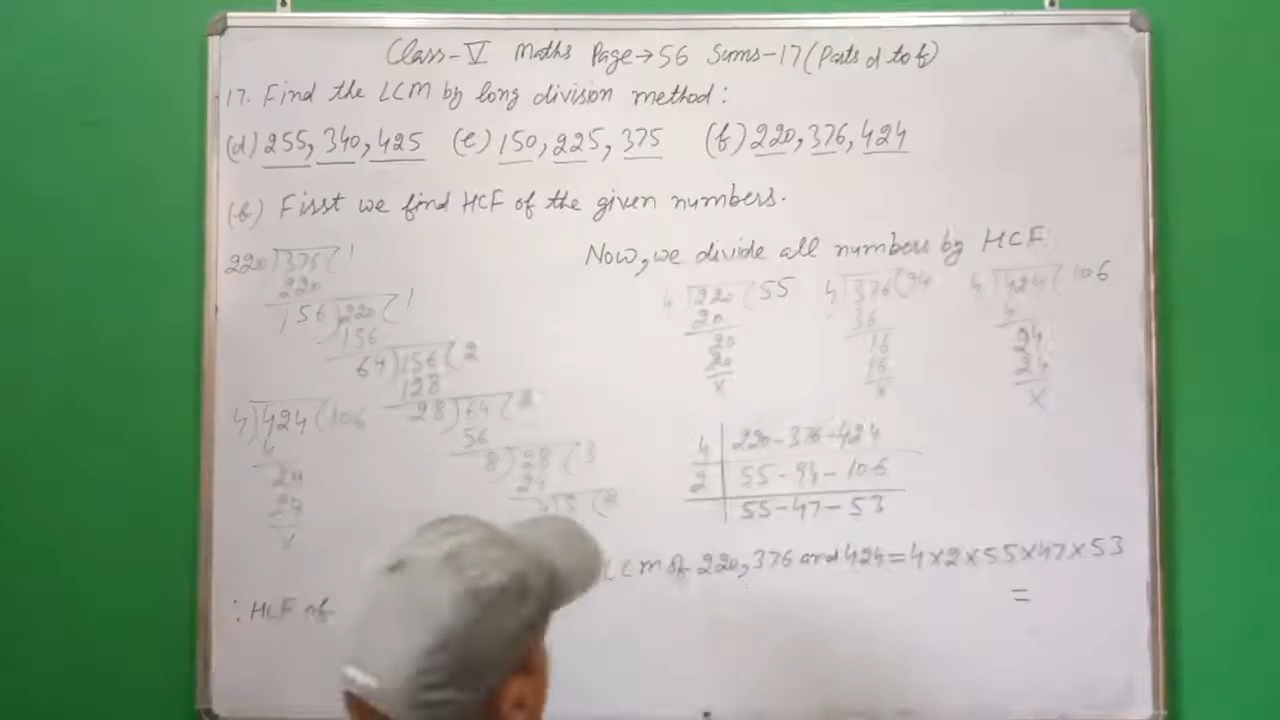 Class-V Maths Page→56 Sums-17 (Parts d to f)
17. Find the LCM by long division method:
(d) 255, 340, 425 (e) 150, 225, 375 (f) 220, 376, 424
(f) First we find HCF of the given numbers.
220)376(1
220
156)220(1
156
64)156(2
128
28)64(2
56
8)28(3
24
4)424(106
4
24
24
x
∴ HCF of
Now, we divide all numbers by HCF.
4)220(55
20
20
20
x
4)376(94
36
16
16
x
4)424(106
4
24
24
x
4 | 220-376-424
2 | 55-94-106
55-47-53
LCM of 220, 376 and 424 = 4×2×55×47×53
=